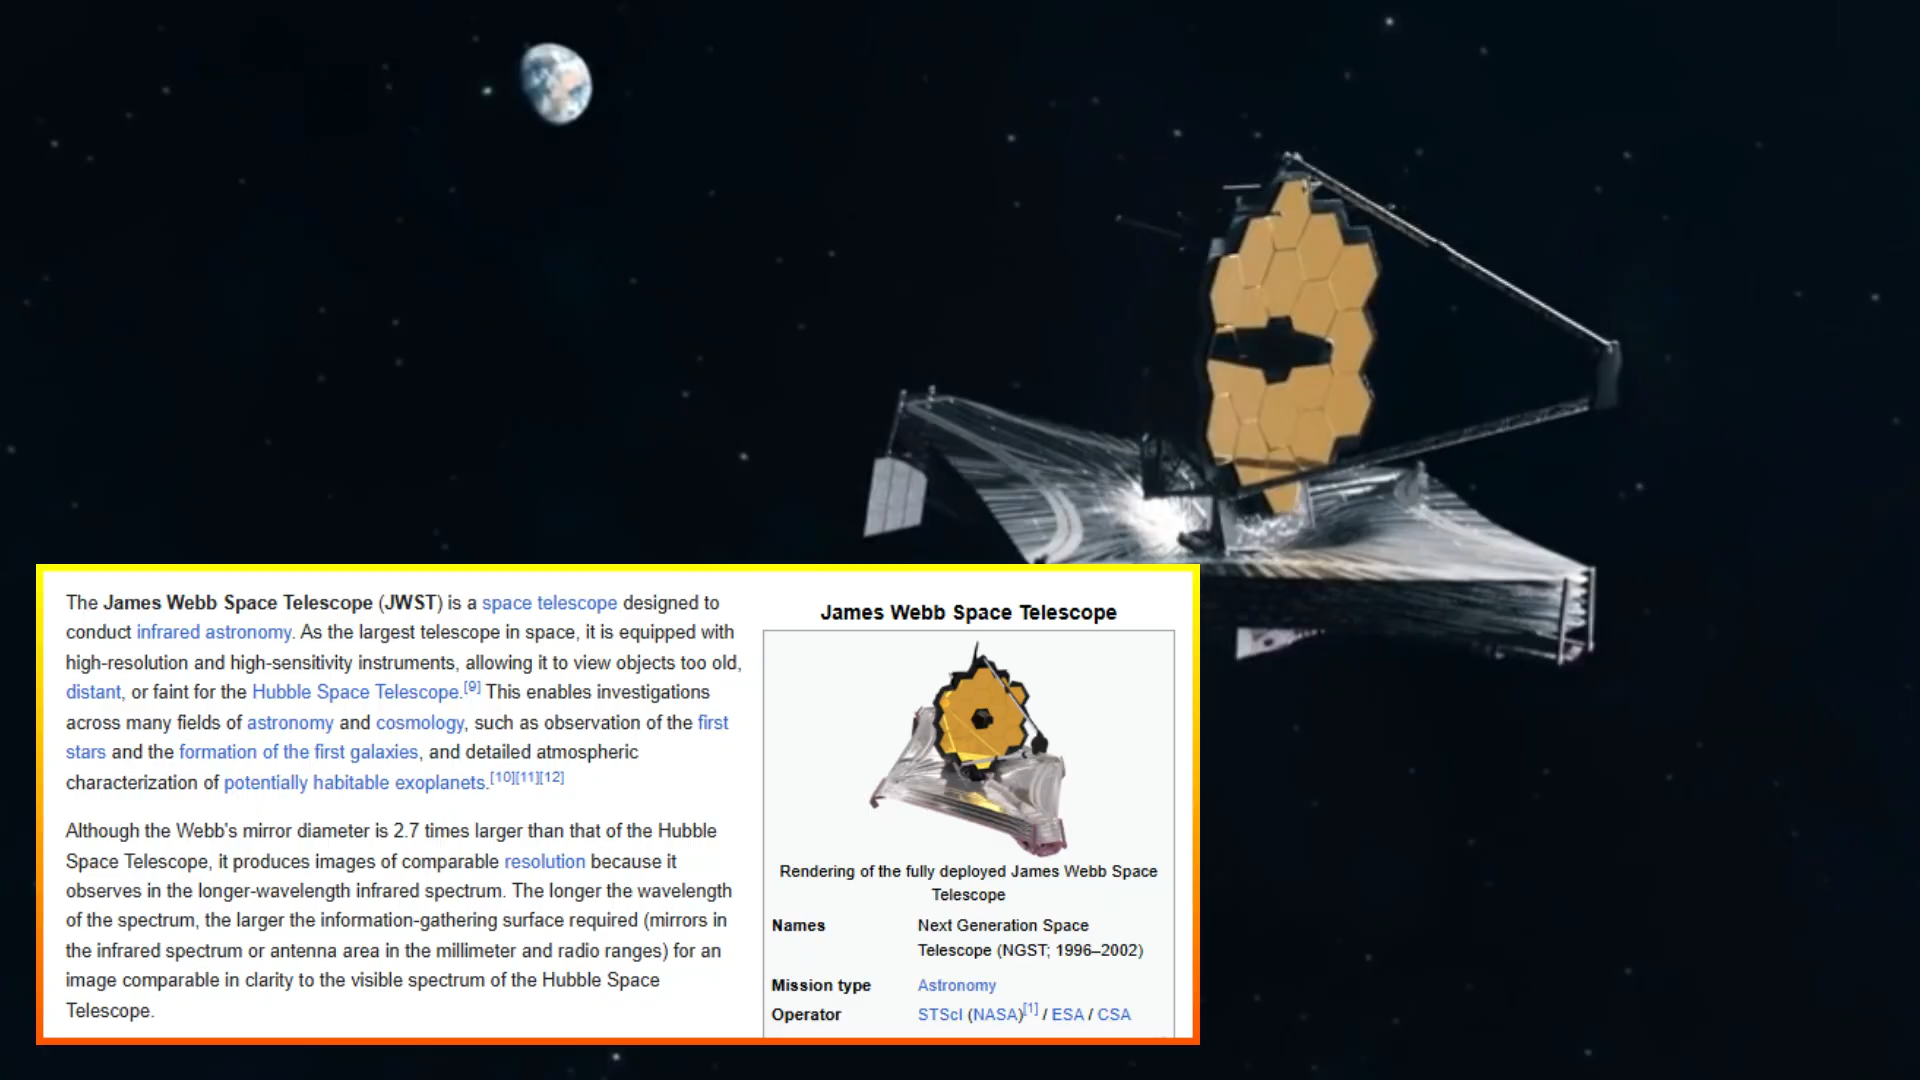 The James Webb Space Telescope (JWST) is a space telescope designed to
conduct infrared astronomy. As the largest telescope in space, it is equipped with
high-resolution and high-sensitivity instruments, allowing it to view objects too old,
distant, or faint for the Hubble Space Telescope.[9] This enables investigations
across many fields of astronomy and cosmology, such as observation of the first
stars and the formation of the first galaxies, and detailed atmospheric
characterization of potentially habitable exoplanets.[10][11][12]
Although the Webb's mirror diameter is 2.7 times larger than that of the Hubble
Space Telescope, it produces images of comparable resolution because it
observes in the longer-wavelength infrared spectrum. The longer the wavelength
of the spectrum, the larger the information-gathering surface required (mirrors in
the infrared spectrum or antenna area in the millimeter and radio ranges) for an
image comparable in clarity to the visible spectrum of the Hubble Space
Telescope.
James Webb Space Telescope
Rendering of the fully deployed James Webb Space
Telescope
Names Next Generation Space
Telescope (NGST; 1996–2002)
Mission type Astronomy
Operator STScI (NASA)[1] / ESA / CSA